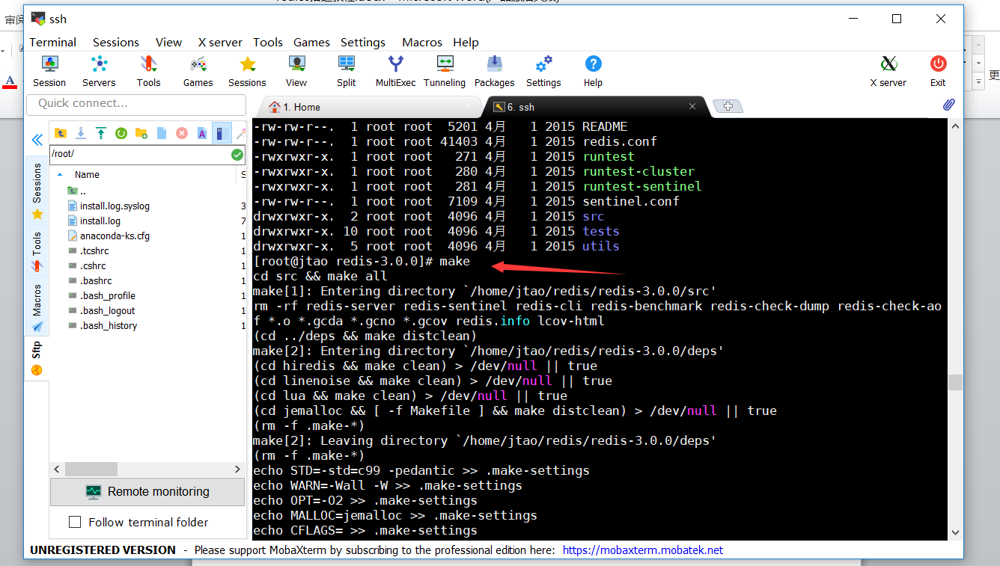 审阅
ssh
Terminal Sessions View X server Tools Games Settings Macros Help
Session Servers Tools Games Sessions View Split MultiExec Tunneling Packages Settings Help X server Exit
Quick connect...
1. Home
6. ssh
更
A
/root/
Name
S
..
install.log.syslog 3
install.log 7
anaconda-ks.cfg 1
.tcshrc 1
.cshrc 1
.bashrc 1
.bash_profile 1
.bash_logout 1
.bash_history 1
Sessions
Tools
Macros
Sftp
Remote monitoring
Follow terminal folder
-rw-rw-r--. 1 root root 5201 4月 1 2015 README
-rw-rw-r--. 1 root root 41403 4月 1 2015 redis.conf
-rwxrwxr-x. 1 root root 271 4月 1 2015 runtest
-rwxrwxr-x. 1 root root 280 4月 1 2015 runtest-cluster
-rwxrwxr-x. 1 root root 281 4月 1 2015 runtest-sentinel
-rw-rw-r--. 1 root root 7109 4月 1 2015 sentinel.conf
drwxrwxr-x. 2 root root 4096 4月 1 2015 src
drwxrwxr-x. 10 root root 4096 4月 1 2015 tests
drwxrwxr-x. 5 root root 4096 4月 1 2015 utils
[root@jtao redis-3.0.0]# make
cd src && make all
make[1]: Entering directory `/home/jtao/redis/redis-3.0.0/src'
rm -rf redis-server redis-sentinel redis-cli redis-benchmark redis-check-dump redis-check-ao
f *.o *.gcda *.gcno *.gcov redis.info lcov-html
(cd ../deps && make distclean)
make[2]: Entering directory `/home/jtao/redis/redis-3.0.0/deps'
(cd hiredis && make clean) > /dev/null || true
(cd linenoise && make clean) > /dev/null || true
(cd lua && make clean) > /dev/null || true
(cd jemalloc && [ -f Makefile ] && make distclean) > /dev/null || true
(rm -f .make-*)
make[2]: Leaving directory `/home/jtao/redis/redis-3.0.0/deps'
(rm -f .make-*)
echo STD=-std=c99 -pedantic >> .make-settings
echo WARN=-Wall -W >> .make-settings
echo OPT=-O2 >> .make-settings
echo MALLOC=jemalloc >> .make-settings
echo CFLAGS= >> .make-settings
UNREGISTERED VERSION - Please support MobaXterm by subscribing to the professional edition here: https://mobaxterm.mobatek.net